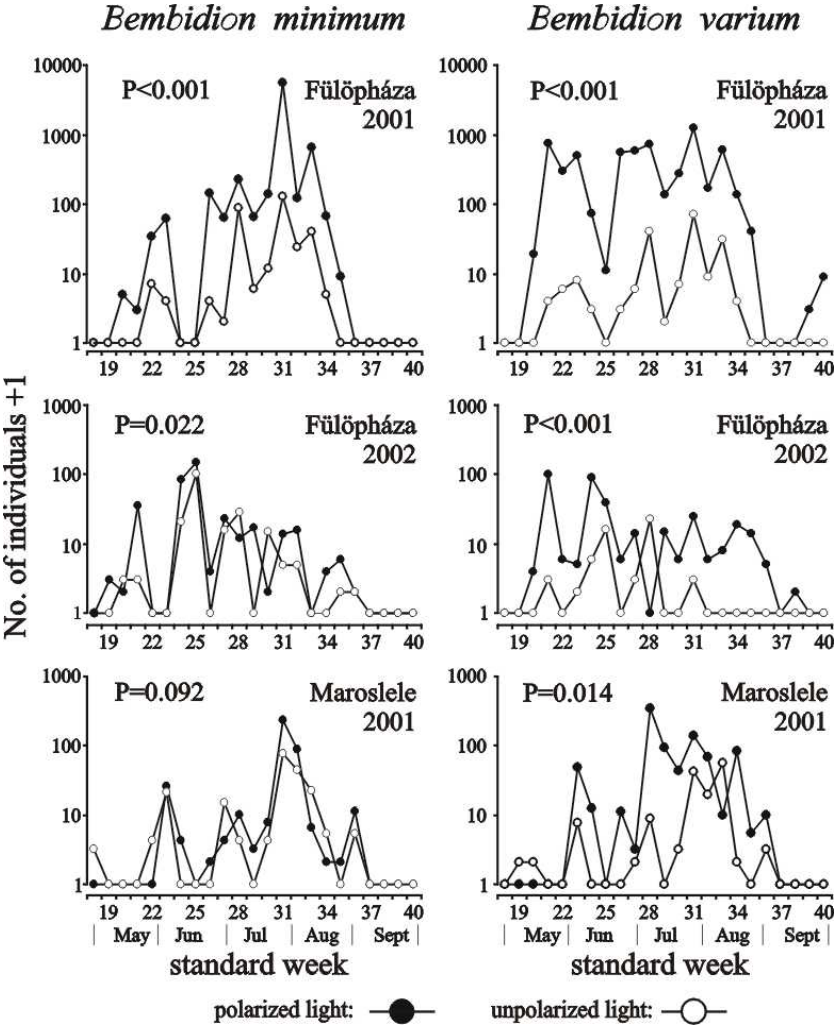 Bembidion minimum
Bembidion varium
No. of individuals +1
10000
1000
100
10
1
P<0.001
Fülöpháza
2001
19 22 25 28 31 34 37 40
10000
1000
100
10
1
P<0.001
Fülöpháza
2001
19 22 25 28 31 34 37 40
1000
100
10
1
P=0.022
Fülöpháza
2002
19 22 25 28 31 34 37 40
1000
100
10
1
P<0.001
Fülöpháza
2002
19 22 25 28 31 34 37 40
1000
100
10
1
P=0.092
Maroslele
2001
19 22 25 28 31 34 37 40
| May | Jun | Jul | Aug | Sept |
standard week
1000
100
10
1
P=0.014
Maroslele
2001
19 22 25 28 31 34 37 40
| May | Jun | Jul | Aug | Sept |
standard week
polarized light:
unpolarized light: